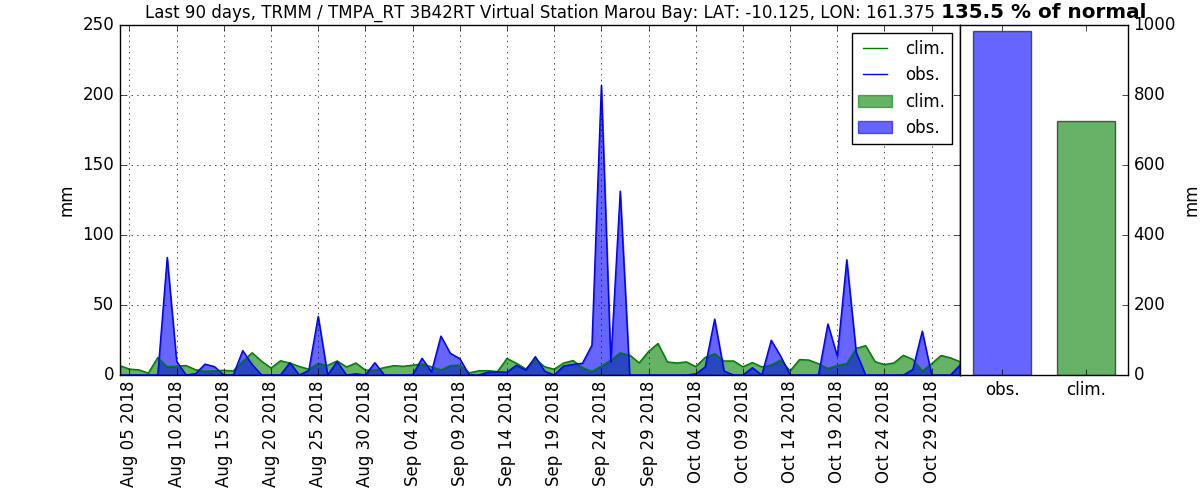 Last 90 days, TRMM / TMPA_RT 3B42RT Virtual Station Marou Bay: LAT: -10.125, LON: 161.375 135.5 % of normal
250
200
150
100
50
0
mm
clim.
obs.
clim.
obs.
1000
800
600
400
200
0
mm
Aug 05 2018
Aug 10 2018
Aug 15 2018
Aug 20 2018
Aug 25 2018
Aug 30 2018
Sep 04 2018
Sep 09 2018
Sep 14 2018
Sep 19 2018
Sep 24 2018
Sep 29 2018
Oct 04 2018
Oct 09 2018
Oct 14 2018
Oct 19 2018
Oct 24 2018
Oct 29 2018
obs.
clim.